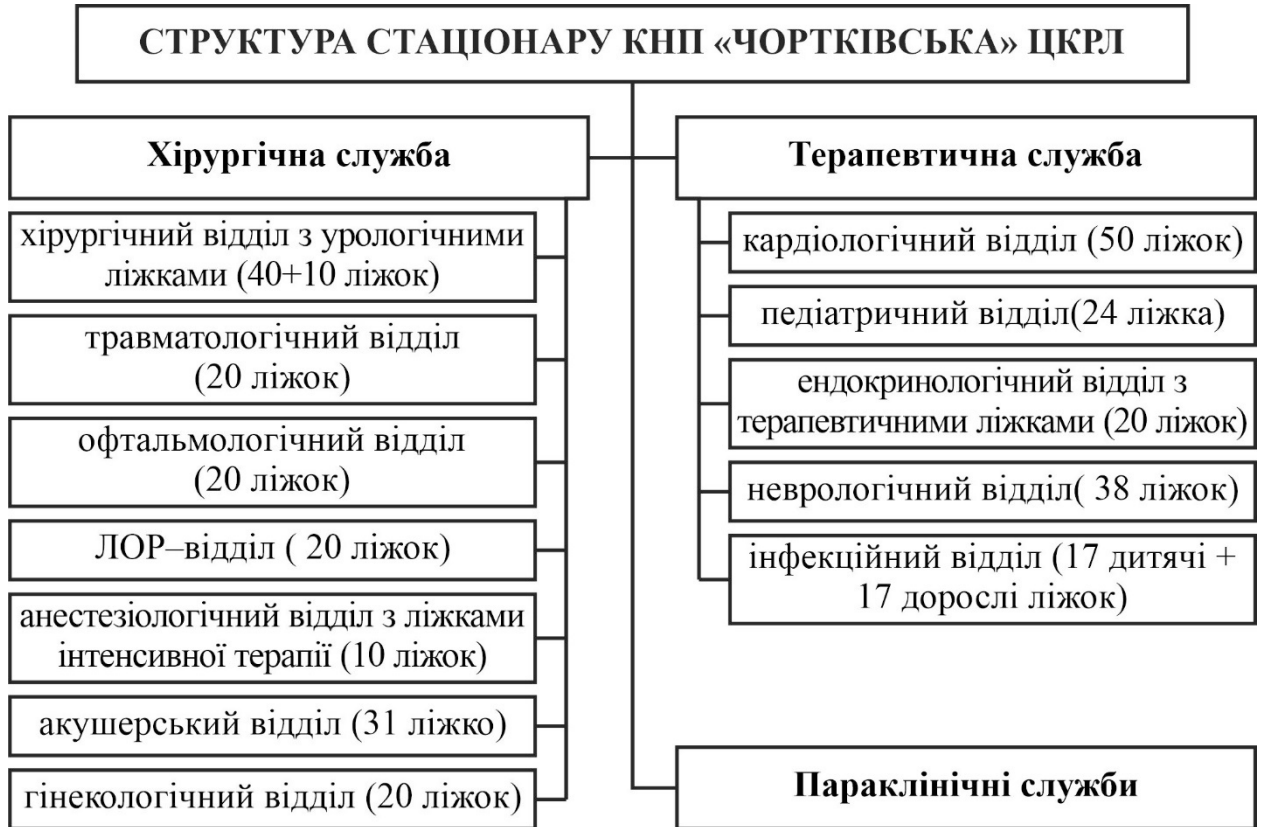 СТРУКТУРА СТАЦІОНАРУ КНП «ЧОРТКІВСЬКА» ЦКРЛ
Хірургічна служба
хірургічний відділ з урологічними
ліжками (40+10 ліжок)
травматологічний відділ
(20 ліжок)
офтальмологічний відділ
(20 ліжок)
ЛОР–відділ ( 20 ліжок)
анестезіологічний відділ з ліжками
інтенсивної терапії (10 ліжок)
акушерський відділ (31 ліжко)
гінекологічний відділ (20 ліжок)
Терапевтична служба
кардіологічний відділ (50 ліжок)
педіатричний відділ(24 ліжка)
ендокринологічний відділ з
терапевтичними ліжками (20 ліжок)
неврологічний відділ( 38 ліжок)
інфекційний відділ (17 дитячі +
17 дорослі ліжок)
Параклінічні служби